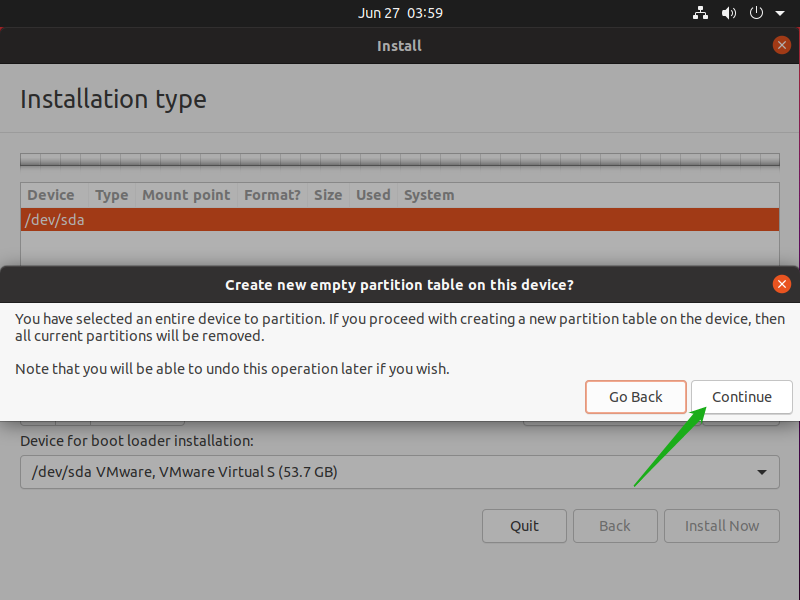 Jun 27 03:59
Install
Installation type
Device Type Mount point Format? Size Used System
/dev/sda
Create new empty partition table on this device?
You have selected an entire device to partition. If you proceed with creating a new partition table on the device, then
all current partitions will be removed.
Note that you will be able to undo this operation later if you wish.
Go Back Continue
Device for boot loader installation:
/dev/sda VMware, VMware Virtual S (53.7 GB)
Quit Back Install Now